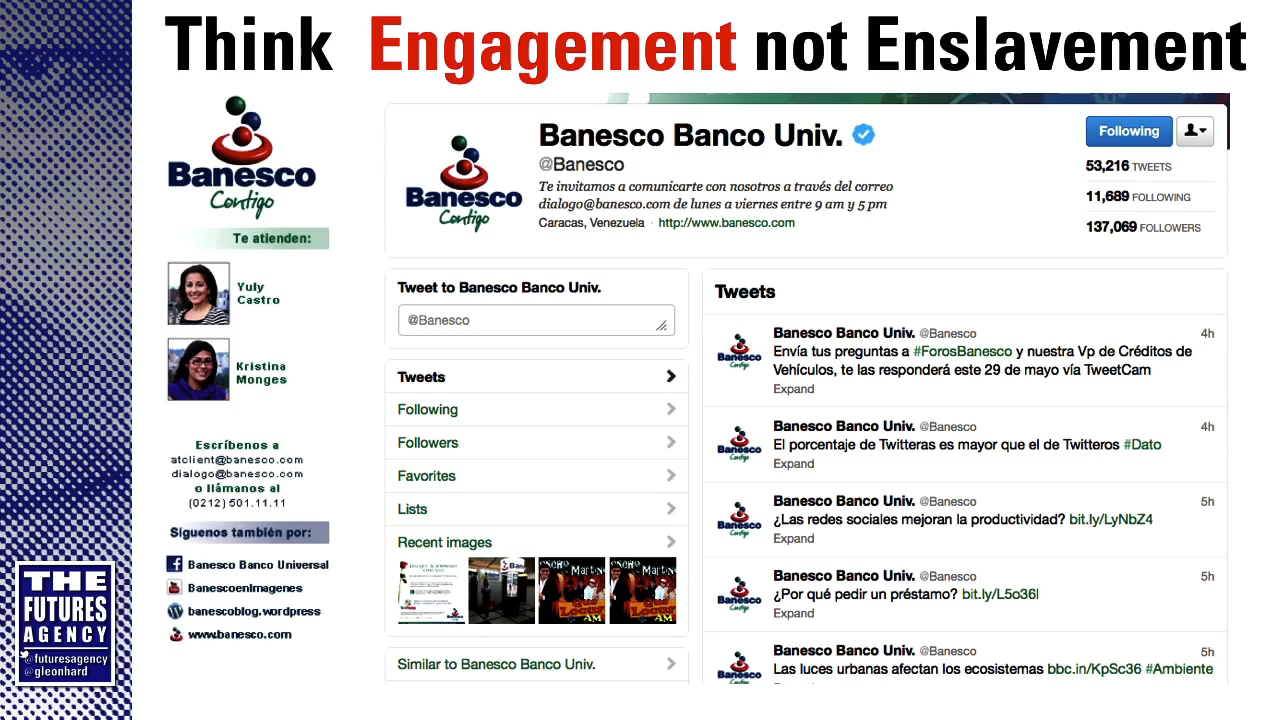 Think Engagement not Enslavement
Banesco
Contigo
Te atienden:
Yuly
Castro
Kristina
Monges
Escríbenos a
atclient@banesco.com
dialogo@banesco.com
o llámanos al
(0212) 501.11.11
Síguenos también por:
Banesco Banco Universal
BanescoenImagenes
banescoblog.wordpress
www.banesco.com
THE
FUTURES
AGENCY
@futuresagency
@gleonhard
Banesco
Contigo
Banesco Banco Univ.
@Banesco
Te invitamos a comunicarte con nosotros a través del correo
dialogo@banesco.com de lunes a viernes entre 9 am y 5 pm
Caracas, Venezuela · http://www.banesco.com
Following
53,216 TWEETS
11,689 FOLLOWING
137,069 FOLLOWERS
Tweet to Banesco Banco Univ.
@Banesco
Tweets
Following
Followers
Favorites
Lists
Recent images
Similar to Banesco Banco Univ.
Tweets
Banesco Banco Univ. @Banesco 4h
Envía tus preguntas a #ForosBanesco y nuestra Vp de Créditos de
Vehículos, te las responderá este 29 de mayo vía TweetCam
Expand
Banesco Banco Univ. @Banesco 4h
El porcentaje de Twitteras es mayor que el de Twitteros #Dato
Expand
Banesco Banco Univ. @Banesco 5h
¿Las redes sociales mejoran la productividad? bit.ly/LyNbZ4
Expand
Banesco Banco Univ. @Banesco 5h
¿Por qué pedir un préstamo? bit.ly/L5o36l
Expand
Banesco Banco Univ. @Banesco 5h
Las luces urbanas afectan los ecosistemas bbc.in/KpSc36 #Ambiente